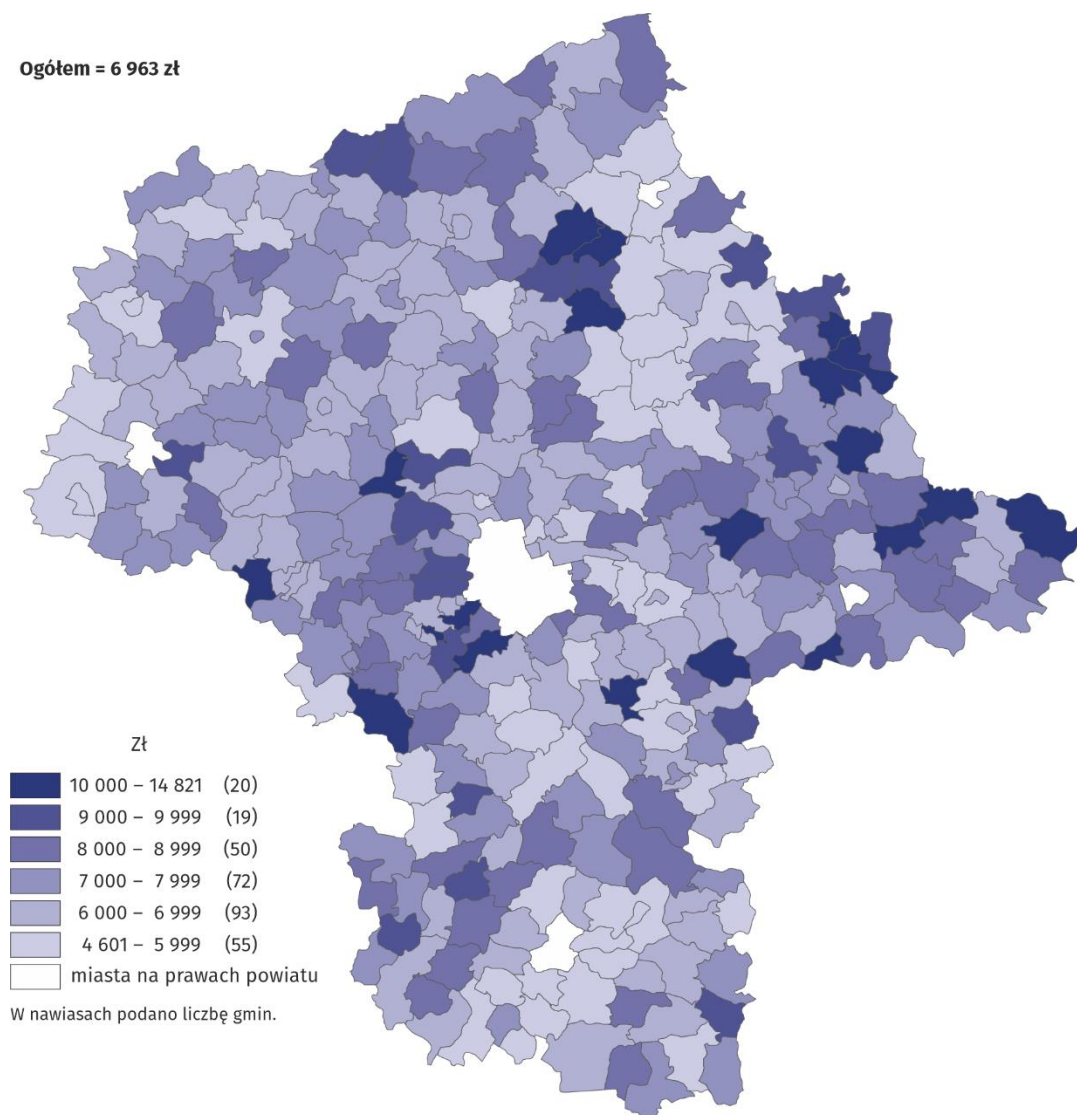 Ogółem = 6 963 zł
Zł
10 000 – 14 821 (20)
9 000 – 9 999 (19)
8 000 – 8 999 (50)
7 000 – 7 999 (72)
6 000 – 6 999 (93)
4 601 – 5 999 (55)
miasta na prawach powiatu
W nawiasach podano liczbę gmin.